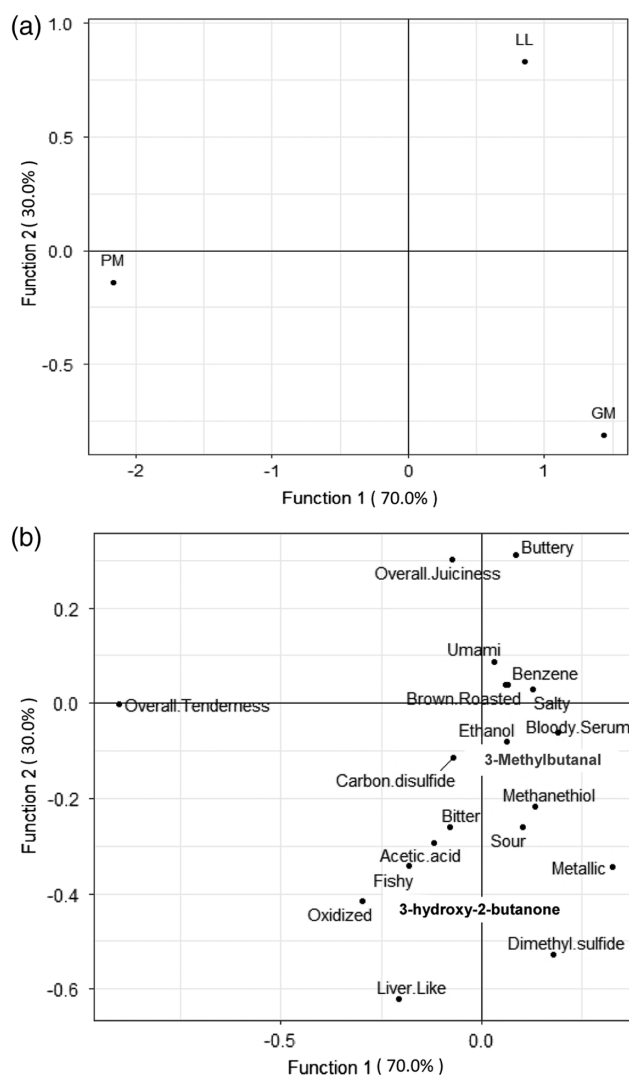 (a)
1.0
LL
0.5
Function 2 ( 30.0% )
0.0
PM
-0.5
GM
-2
-1
0
1
Function 1 ( 70.0% )
(b)
Buttery
Overall.Juiciness
0.2
Umami
Benzene
Brown.Roasted
Salty
0.0
Overall.Tenderness
Ethanol
Bloody.Serum
Function 2 ( 30.0% )
3-Methylbutanal
Carbon.disulfide
Methanethiol
-0.2
Bitter
Sour
Acetic.acid
Metallic
Fishy
-0.4
3-hydroxy-2-butanone
Oxidized
Dimethyl.sulfide
Liver.Like
-0.6
-0.5
0.0
Function 1 ( 70.0% )